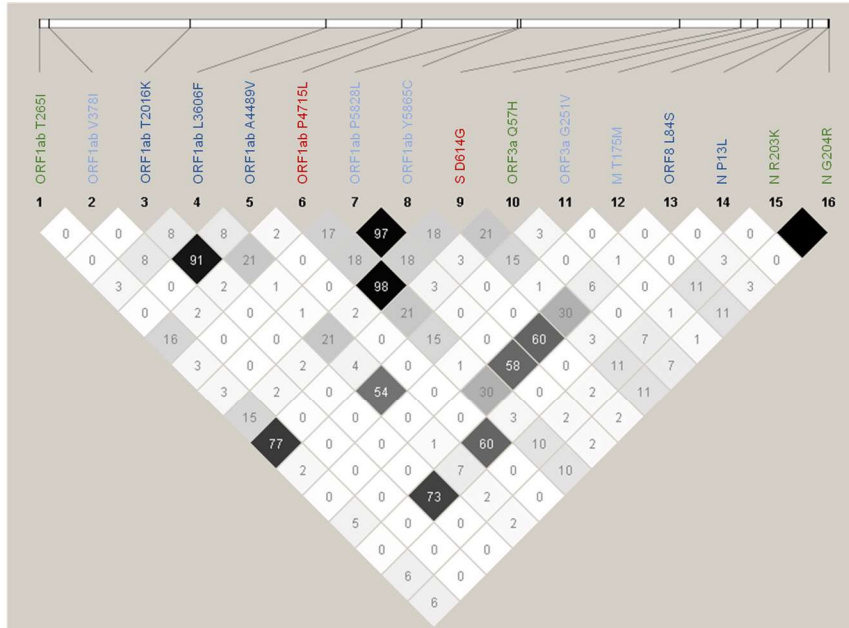 ORF1ab T265I
ORF1ab V378I
ORF1ab T2016K
ORF1ab L3606F
ORF1ab A4489V
ORF1ab P4715L
ORF1ab P5828L
ORF1ab Y5865C
S D614G
ORF3a Q57H
ORF3a G251V
M T175M
ORF8 L84S
N P13L
N R203K
N G204R
1 2 3 4 5 6 7 8 9 10 11 12 13 14 15 16
0 0 8 8 2 17 97 18 21 3 0 0 0 0
0 8 91 21 0 18 18 3 15 0 1 0 3 0
3 0 2 1 0 98 3 0 1 6 0 11 3
0 2 0 1 2 21 0 0 30 0 1 11
16 0 0 21 0 15 0 60 3 7 1
3 0 2 4 0 1 58 0 11 7
3 2 0 54 0 30 0 2 11
15 0 0 0 0 3 2 2
77 0 0 1 60 10 2
2 0 0 7 0 10
0 0 73 2 0
5 0 0 2
0 0 0
6 0
6